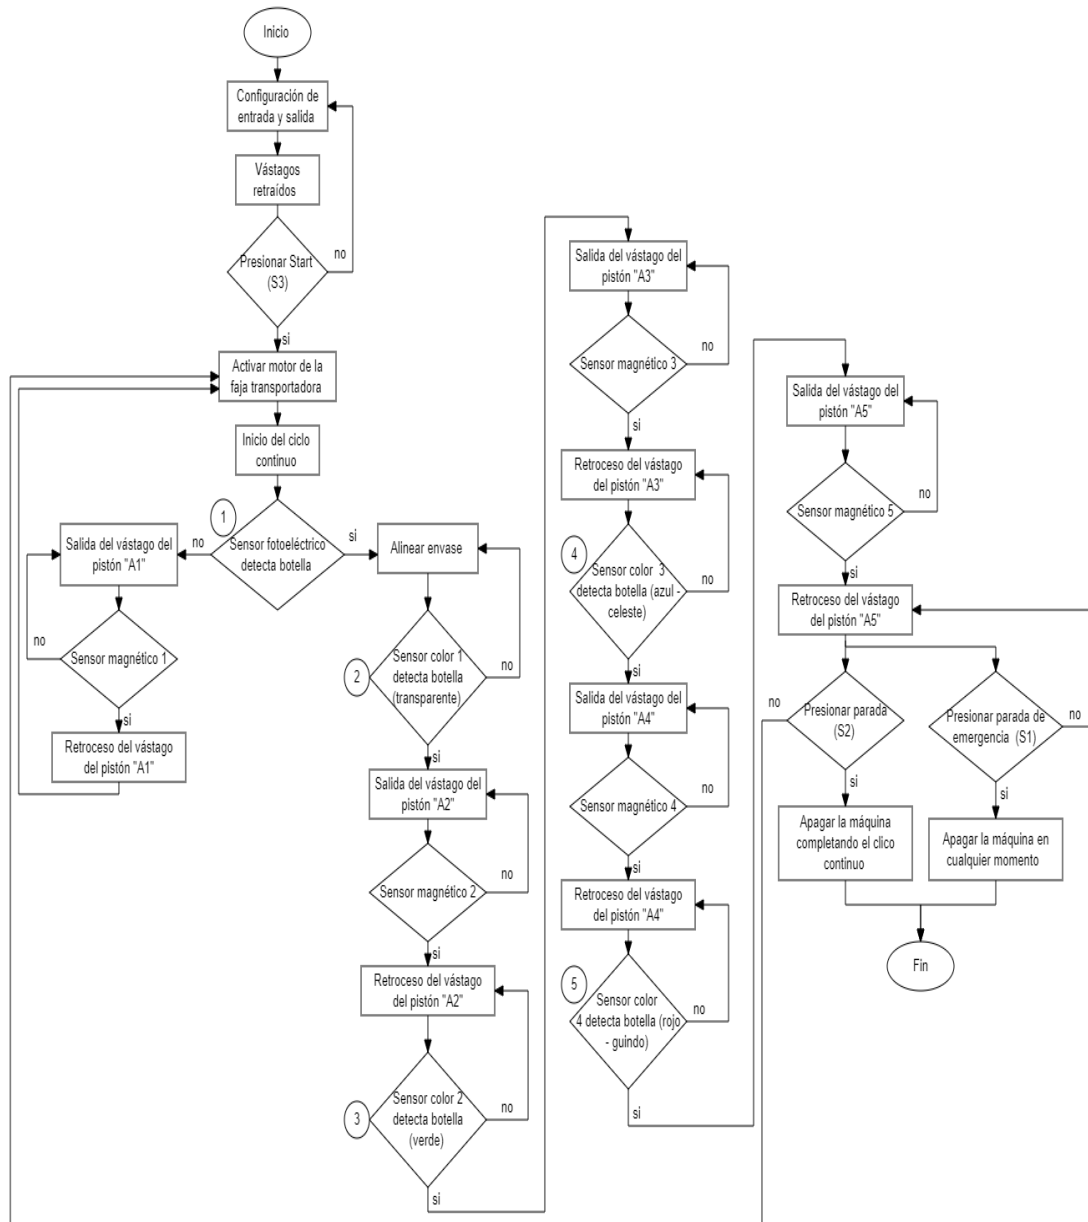 Inicio
Configuración de
entrada y salida
Vástagos
retraídos
Presionar Start
(S3)
no
si
Activar motor de la
faja transportadora
Inicio del ciclo
continuo
1
Sensor fotoeléctrico
detecta botella
no
si
Salida del vástago del
pistón "A1"
Sensor magnético 1
no
si
Retroceso del vástago
del pistón "A1"
Alinear envase
2
Sensor color 1
detecta botella
(transparente)
no
si
Salida del vástago del
pistón "A2"
Sensor magnético 2
no
si
Retroceso del vástago
del pistón "A2"
3
Sensor color 2
detecta botella
(verde)
no
si
Salida del vástago del
pistón "A3"
Sensor magnético 3
no
si
Retroceso del vástago
del pistón "A3"
4
Sensor color 3
detecta botella (azul -
celeste)
no
si
Salida del vástago del
pistón "A4"
Sensor magnético 4
no
si
Retroceso del vástago
del pistón "A4"
5
Sensor color
4 detecta botella (rojo
- guindo)
no
si
Salida del vástago del
pistón "A5"
Sensor magnético 5
no
si
Retroceso del vástago
del pistón "A5"
Presionar parada
(S2)
no
si
Presionar parada de
emergencia (S1)
no
si
Apagar la máquina
completando el clico
continuo
Apagar la máquina en
cualquier momento
Fin